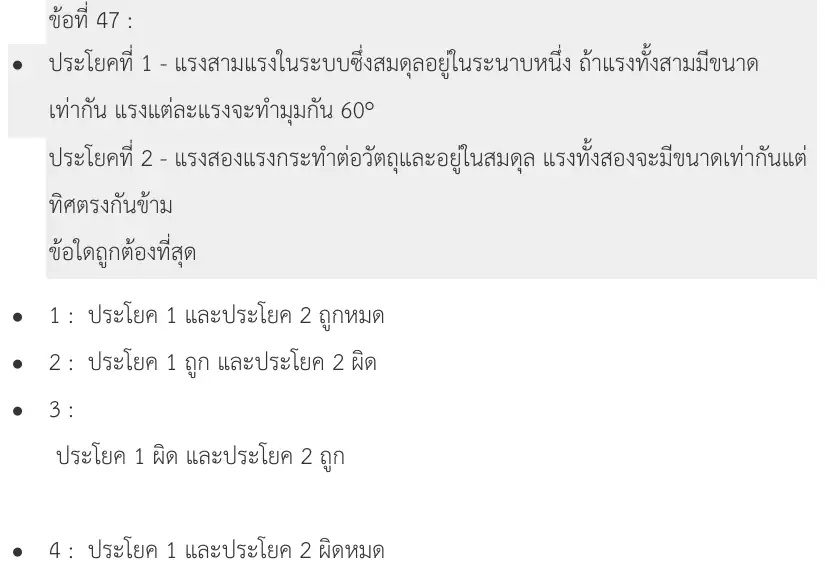 ข้อที่ 47 :
• ประโยคที่ 1 - แรงสามแรงในระบบซึ่งสมดุลอยู่ในระนาบหนึ่ง ถ้าแรงทั้งสามมีขนาด
เท่ากัน แรงแต่ละแรงจะทำมุมกัน 60°
ประโยคที่ 2 - แรงสองแรงกระทำต่อวัตถุและอยู่ในสมดุล แรงทั้งสองจะมีขนาดเท่ากันแต่
ทิศตรงกันข้าม
ข้อใดถูกต้องที่สุด
• 1 : ประโยค 1 และประโยค 2 ถูกหมด
• 2 : ประโยค 1 ถูก และประโยค 2 ผิด
• 3 :
ประโยค 1 ผิด และประโยค 2 ถูก
• 4 : ประโยค 1 และประโยค 2 ผิดหมด